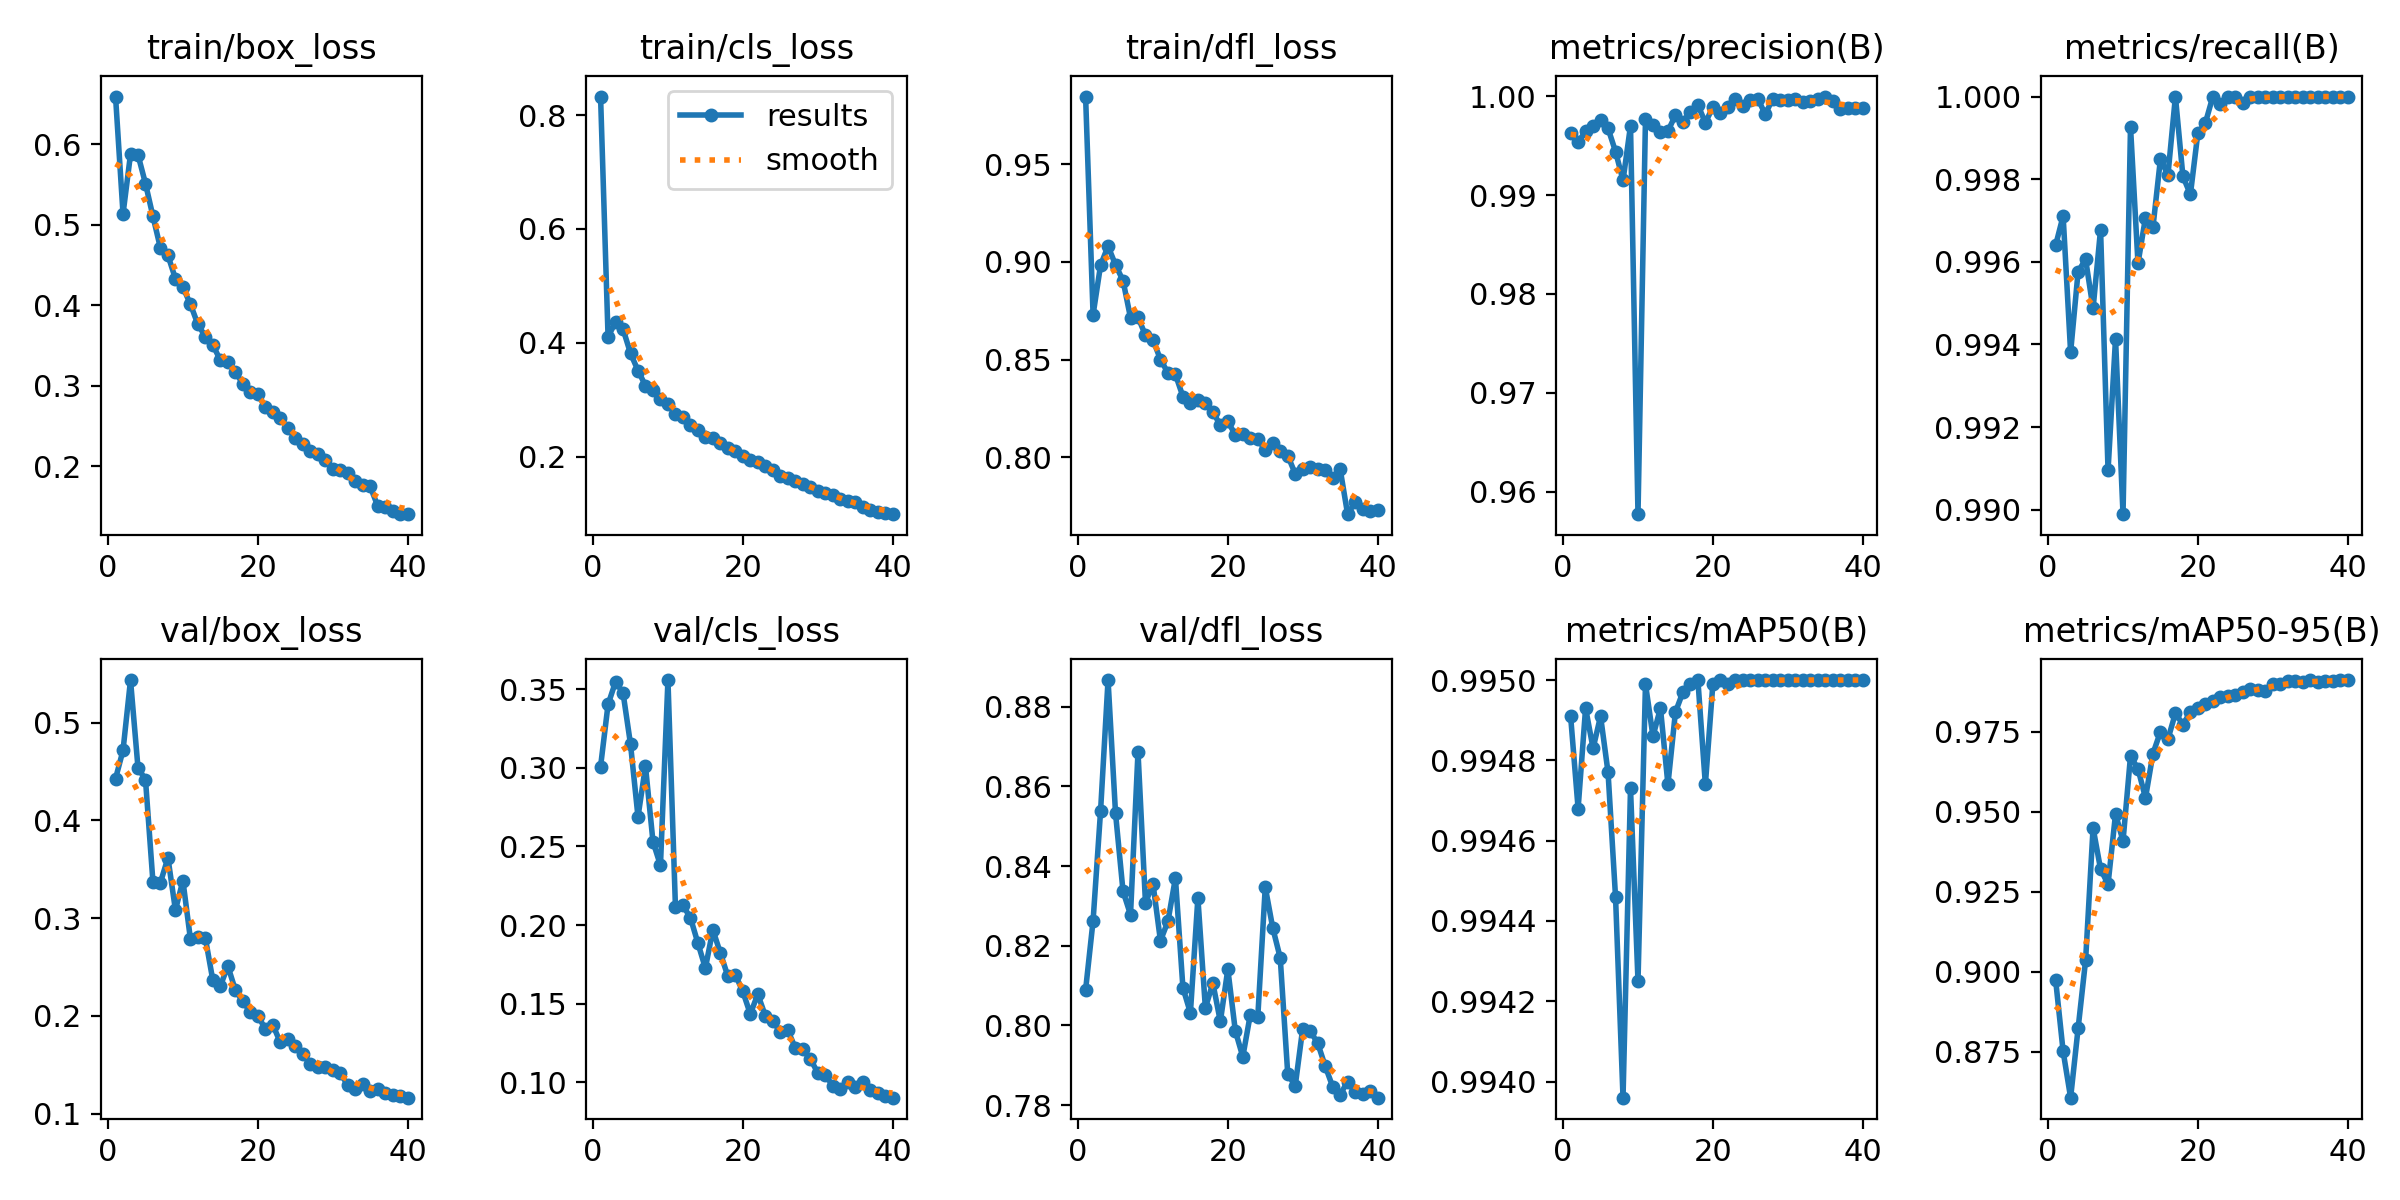 train/box_loss
0.6
0.5
0.4
0.3
0.2
0 20 40
train/cls_loss
results
smooth
0.8
0.6
0.4
0.2
0 20 40
train/dfl_loss
0.95
0.90
0.85
0.80
0 20 40
metrics/precision(B)
1.00
0.99
0.98
0.97
0.96
0 20 40
metrics/recall(B)
1.000
0.998
0.996
0.994
0.992
0.990
0 20 40
val/box_loss
0.5
0.4
0.3
0.2
0.1
0 20 40
val/cls_loss
0.35
0.30
0.25
0.20
0.15
0.10
0 20 40
val/dfl_loss
0.88
0.86
0.84
0.82
0.80
0.78
0 20 40
metrics/mAP50(B)
0.9950
0.9948
0.9946
0.9944
0.9942
0.9940
0 20 40
metrics/mAP50-95(B)
0.975
0.950
0.925
0.900
0.875
0 20 40